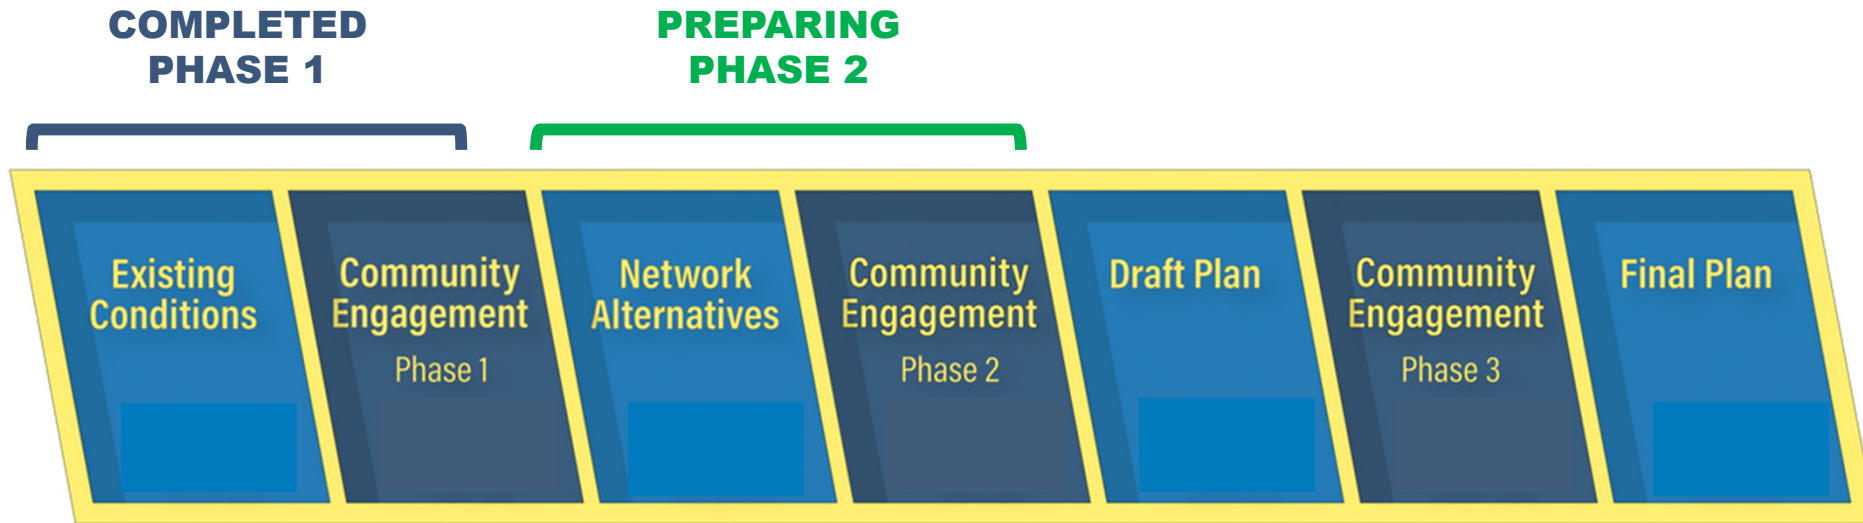 COMPLETED
PHASE 1
PREPARING
PHASE 2
Existing
Conditions
Community
Engagement
Phase 1
Network
Alternatives
Community
Engagement
Phase 2
Draft Plan
Community
Engagement
Phase 3
Final Plan